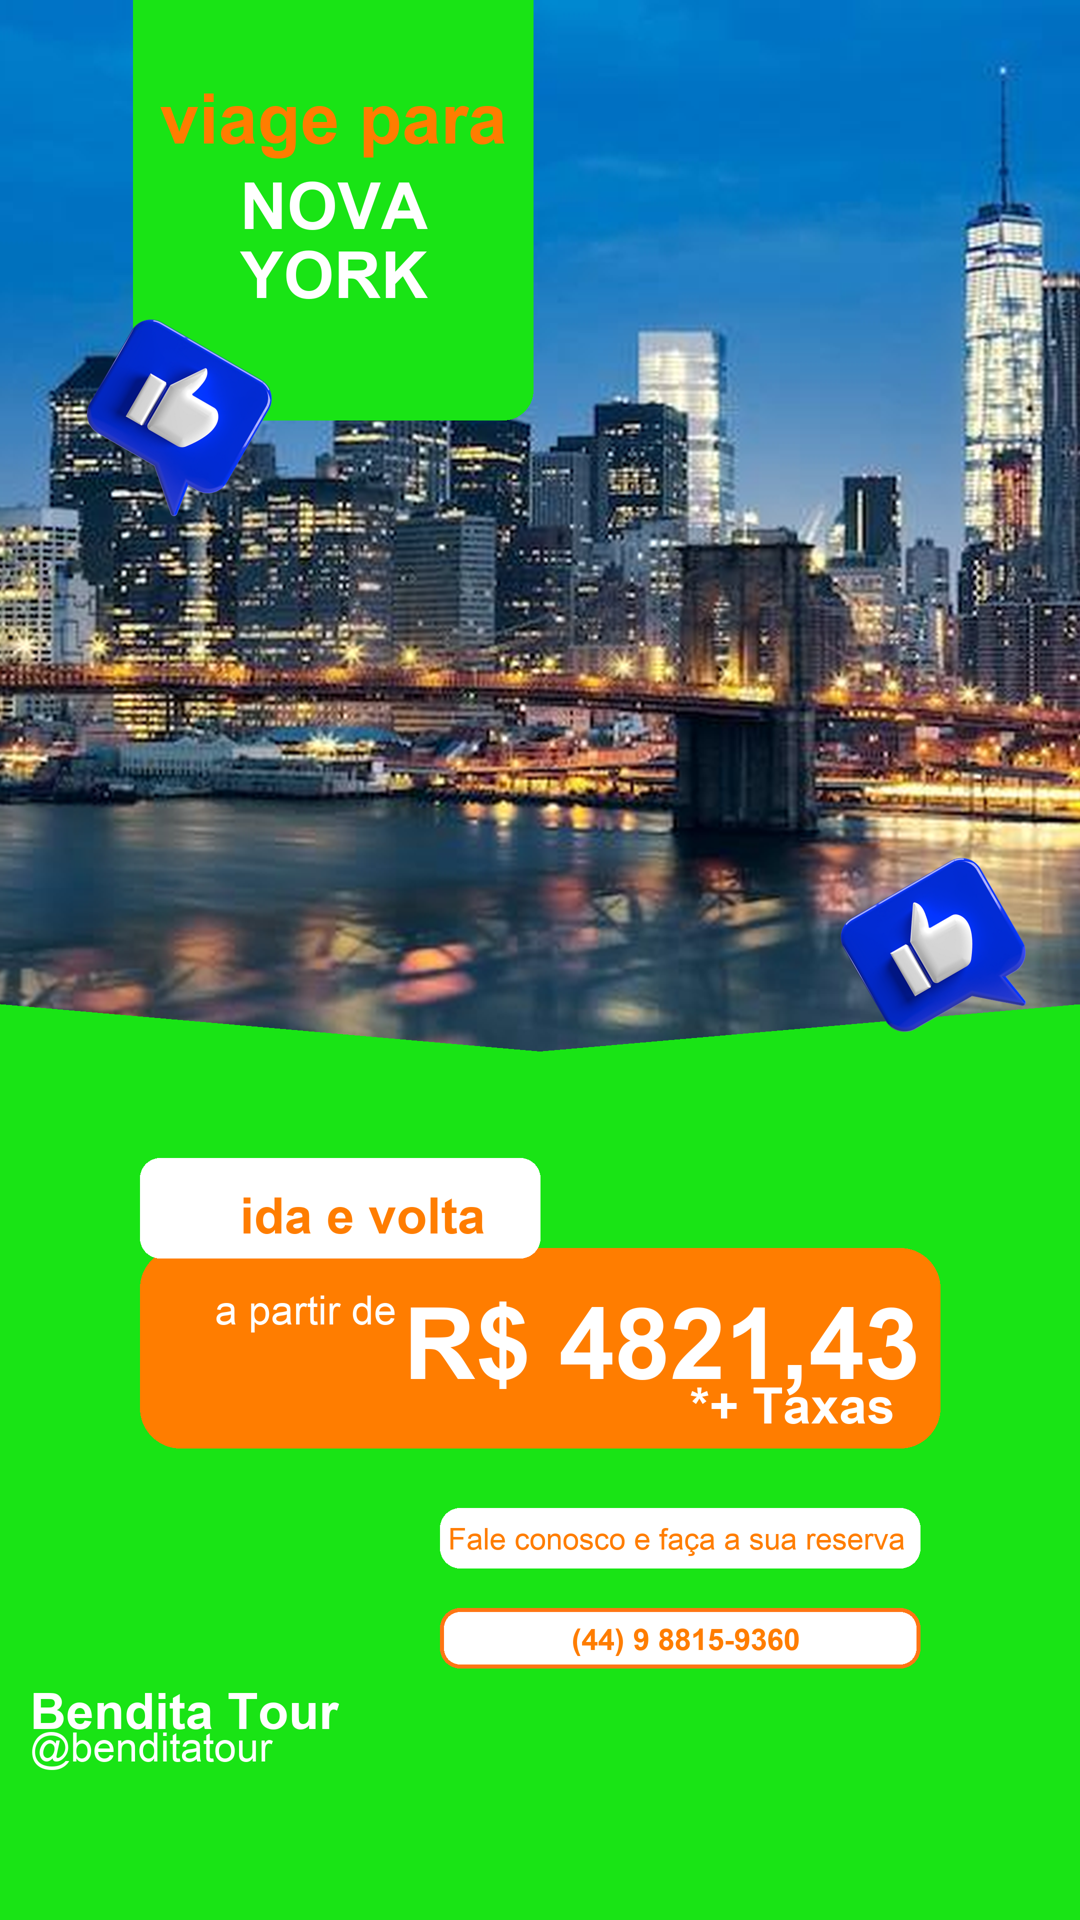 viage para
NOVA
YORK
ida e volta
a partir de
R$ 4821,43
*+ Taxas
Fale conosco e faça a sua reserva
(44) 9 8815-9360
Bendita Tour
@benditatour